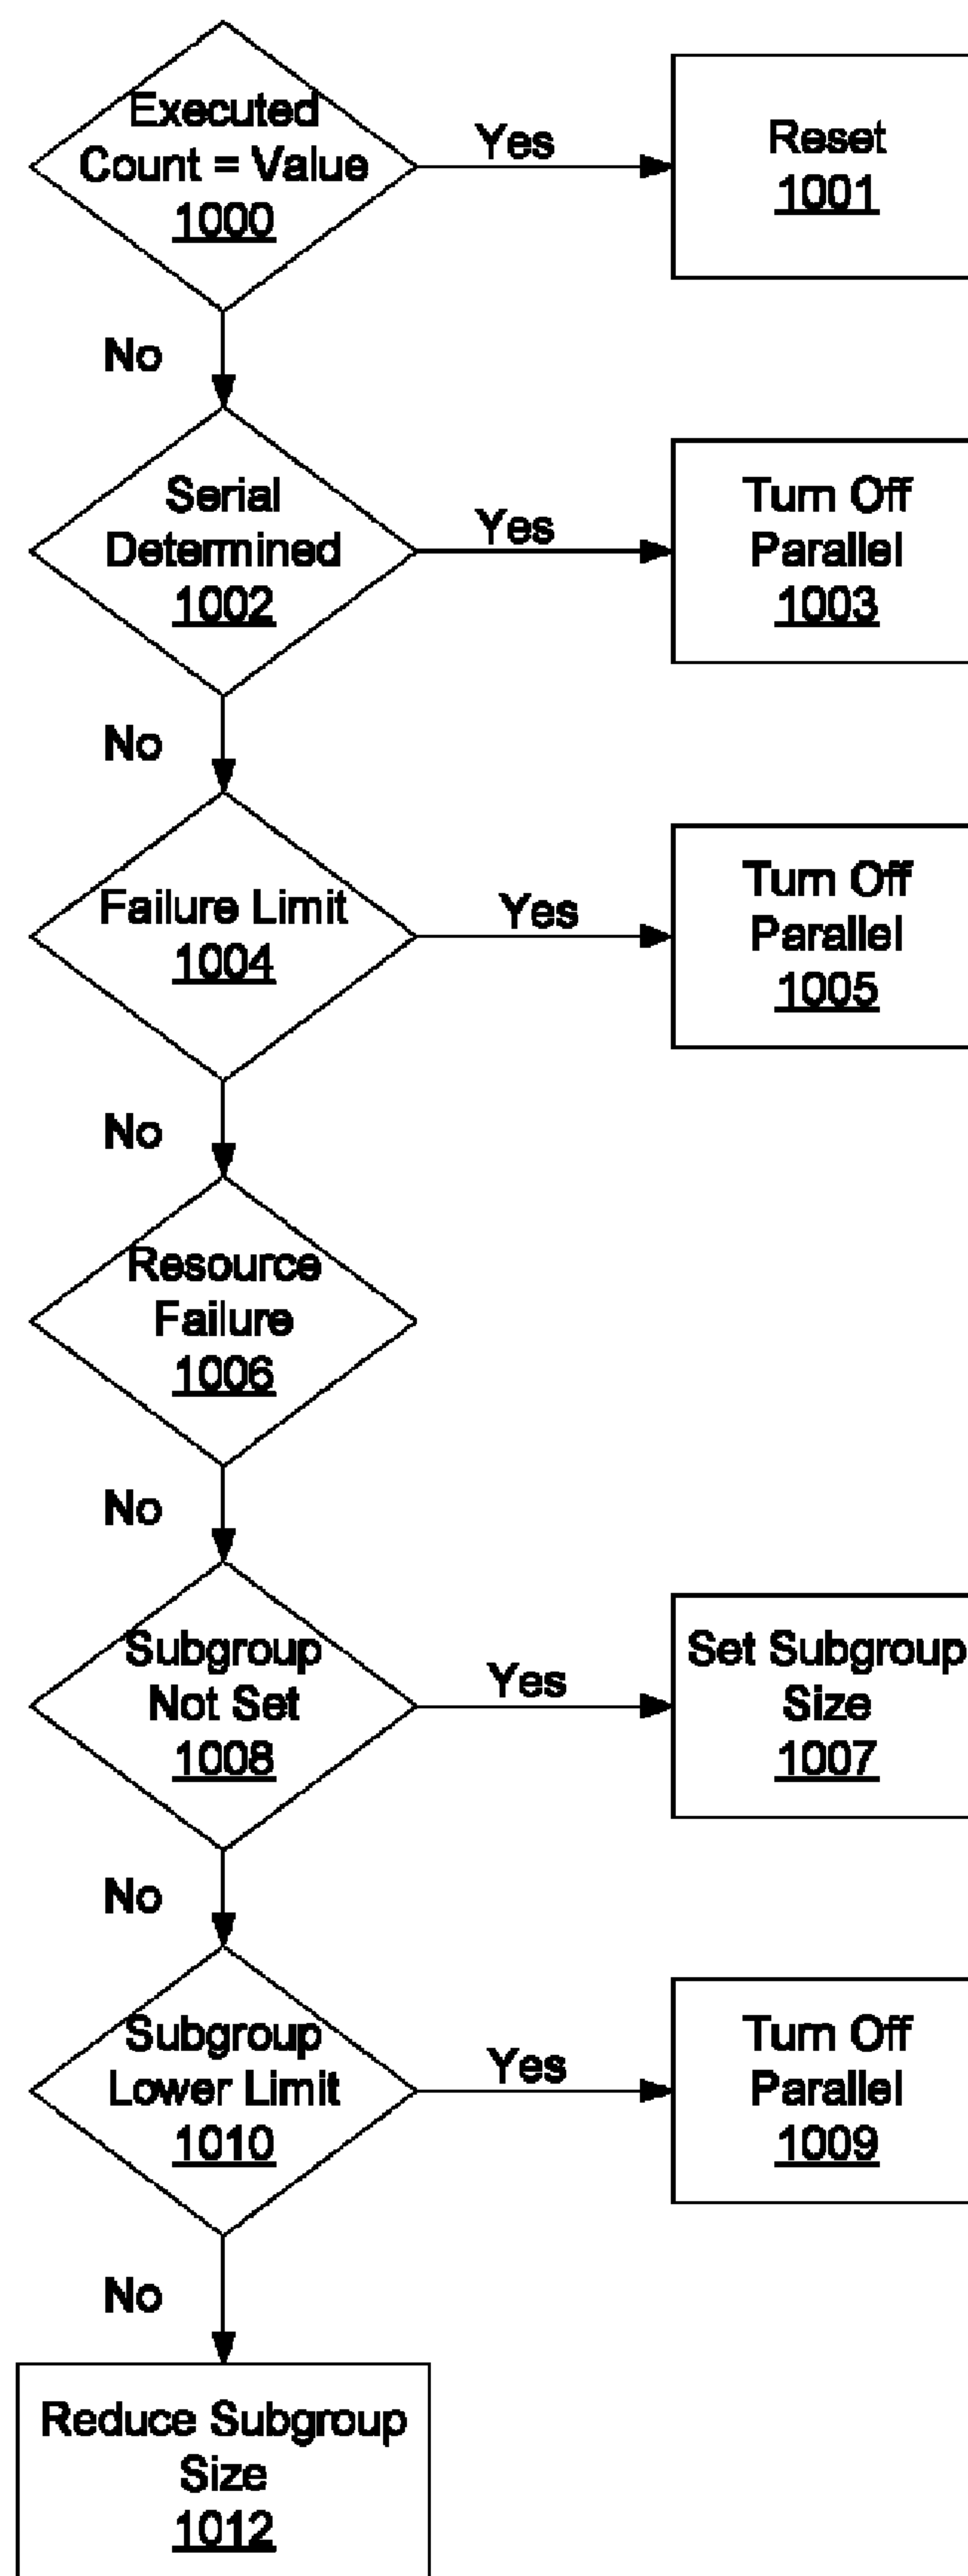 Executed
Count = Value
1000
Yes
Reset
1001
No
Serial
Determined
1002
Yes
Turn Off
Parallel
1003
No
Failure Limit
1004
Yes
Turn Off
Parallel
1005
No
Resource
Failure
1006
No
Subgroup
Not Set
1008
Yes
Set Subgroup
Size
1007
No
Subgroup
Lower Limit
1010
Yes
Turn Off
Parallel
1009
No
Reduce Subgroup
Size
1012